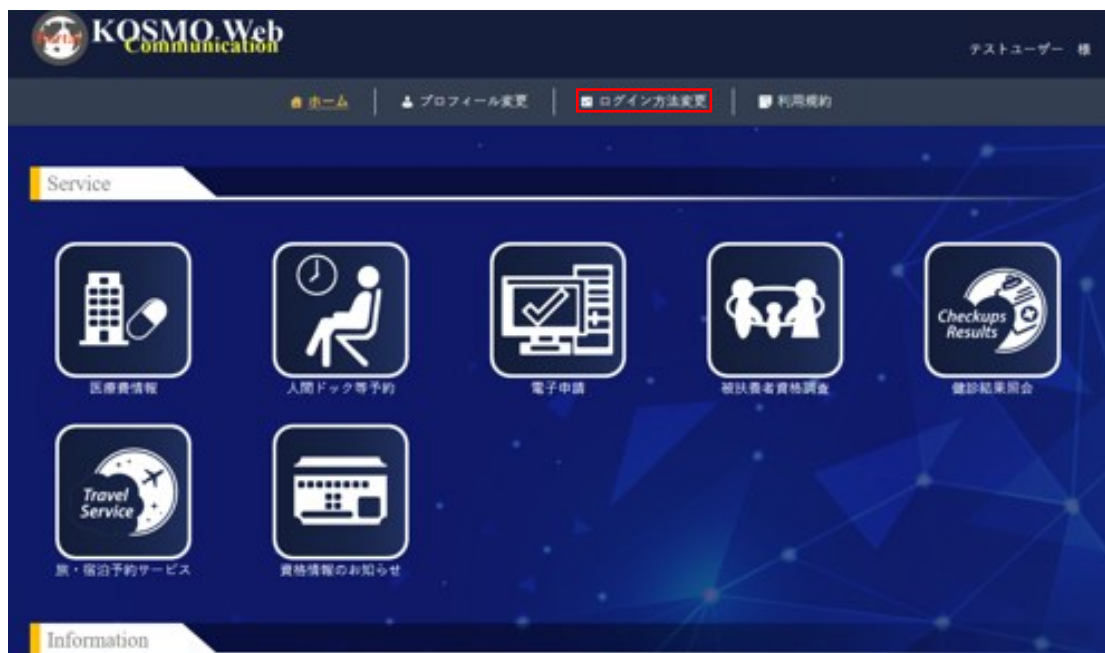 Portal
KOSMO Web
Communication
テストユーザー 様
ホーム
プロフィール変更
ログイン方法変更
利用規約
Service
医療費情報
人間ドック等予約
電子申請
被扶養者資格調査
Checkups
Results
健診結果照会
Travel
Service
旅・宿泊予約サービス
資格情報のお知らせ
Information